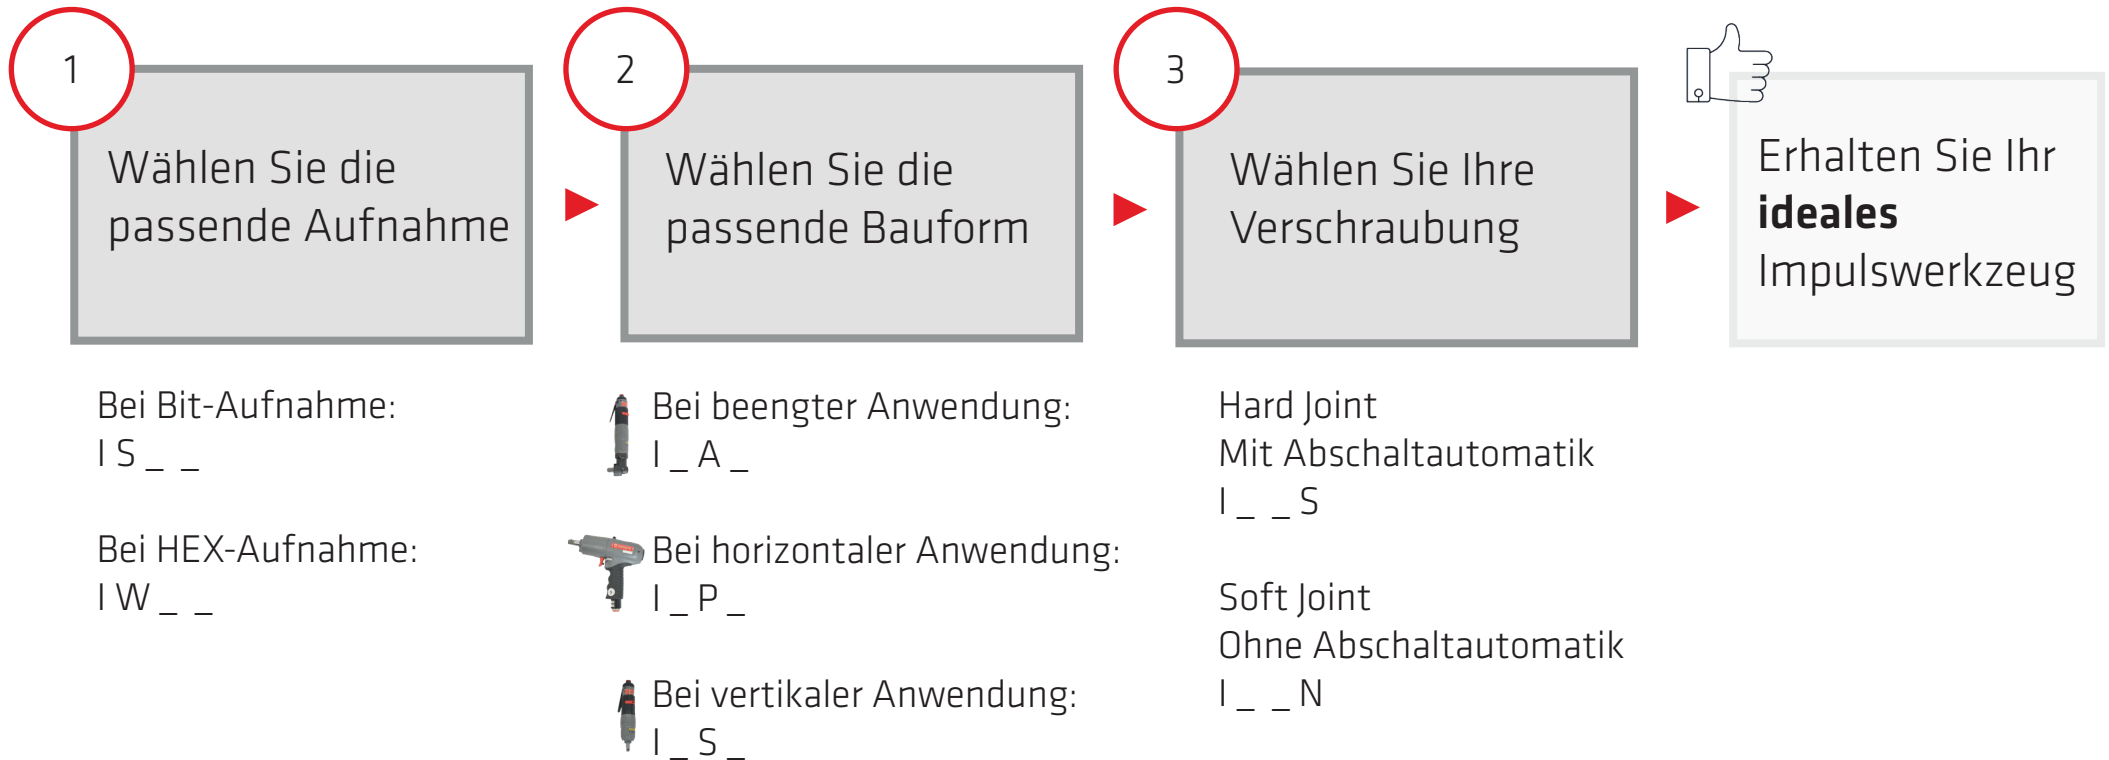 1
Wählen Sie die
passende Aufnahme
Bei Bit-Aufnahme:
I S _ _
Bei HEX-Aufnahme:
I W _ _
2
Wählen Sie die
passende Bauform
Bei beengter Anwendung:
I _ A _
Bei horizontaler Anwendung:
I _ P _
Bei vertikaler Anwendung:
I _ S _
3
Wählen Sie Ihre
Verschraubung
Hard Joint
Mit Abschaltautomatik
I _ _ S
Soft Joint
Ohne Abschaltautomatik
I _ _ N
Erhalten Sie Ihr
ideales
Impulswerkzeug